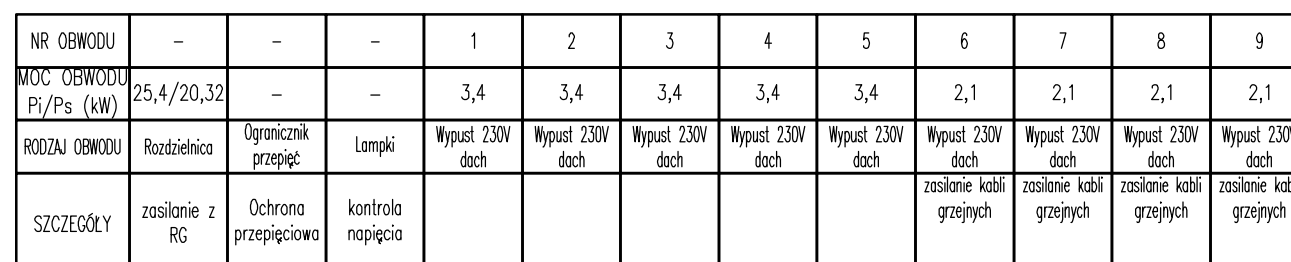 NR OBWODU – – – 1 2 3 4 5 6 7 8 9
MOC OBWODU
Pi/Ps (kW) 25,4/20,32 – – 3,4 3,4 3,4 3,4 3,4 2,1 2,1 2,1 2,1
RODZAJ OBWODU Rozdzielnica Ogranicznik Lampki Wypust 230V Wypust 230V Wypust 230V Wypust 230V Wypust 230V Wypust 230V Wypust 230V Wypust 230V Wypust 230V
przepięć dach dach dach dach dach dach dach dach dach
zasilanie kabli zasilanie kabli zasilanie kabli zasilanie
SZCZEGÓŁY zasilanie z Ochrona kontrola grzejnych grzejnych grzejnych grzejnych
RG przepięciowa napięcia